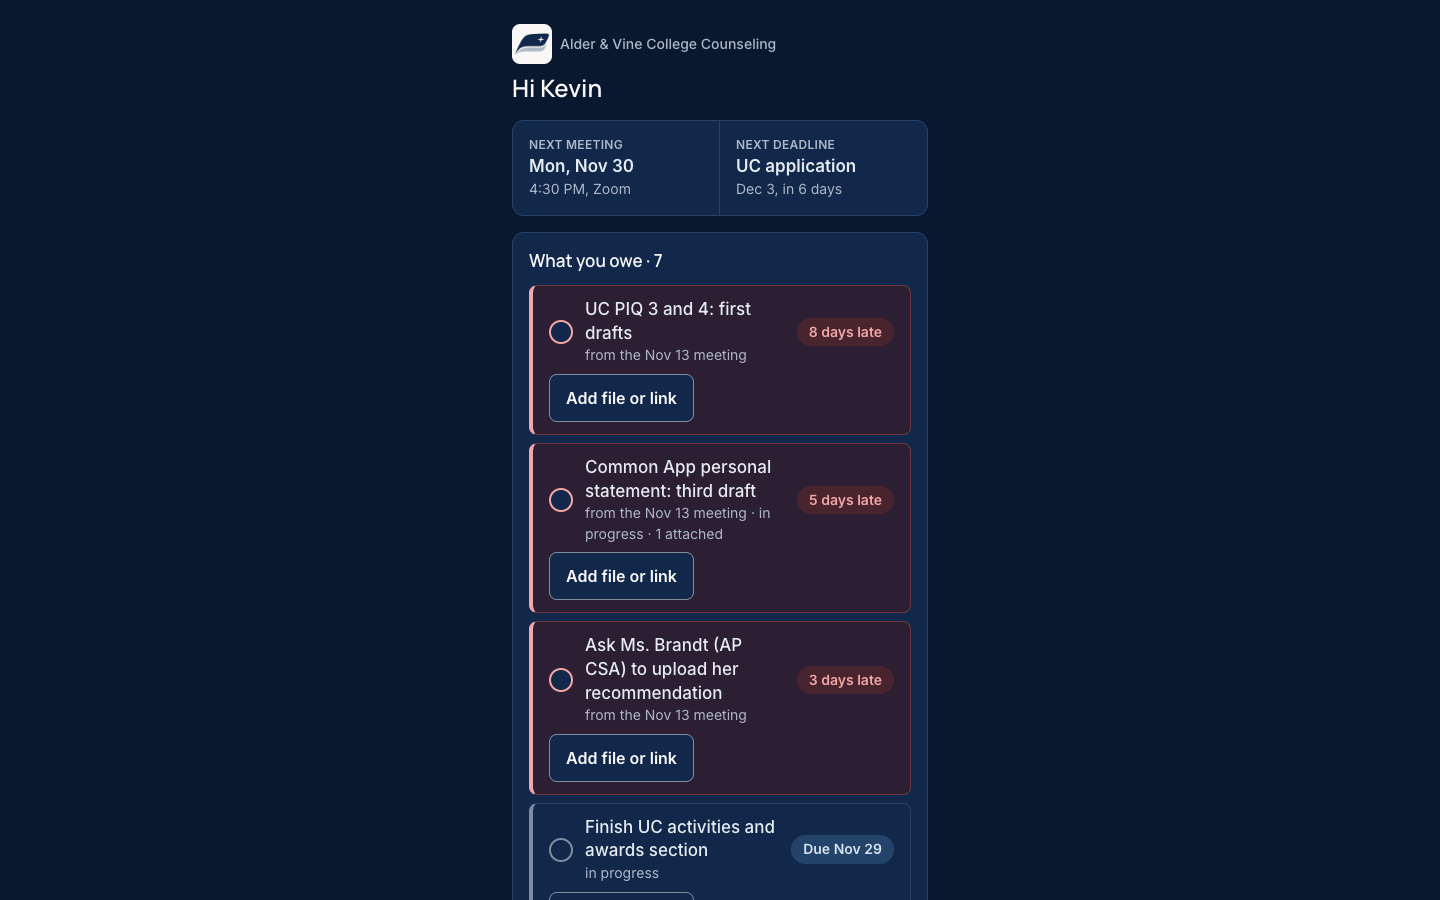 Alder & Vine College Counseling
Hi Kevin
NEXT MEETING
Mon, Nov 30
4:30 PM, Zoom
NEXT DEADLINE
UC application
Dec 3, in 6 days
What you owe · 7
UC PIQ 3 and 4: first
drafts
from the Nov 13 meeting
8 days late
Add file or link
Common App personal
statement: third draft
from the Nov 13 meeting · in
progress · 1 attached
5 days late
Add file or link
Ask Ms. Brandt (AP
CSA) to upload her
recommendation
from the Nov 13 meeting
3 days late
Add file or link
Finish UC activities and
awards section
in progress
Due Nov 29